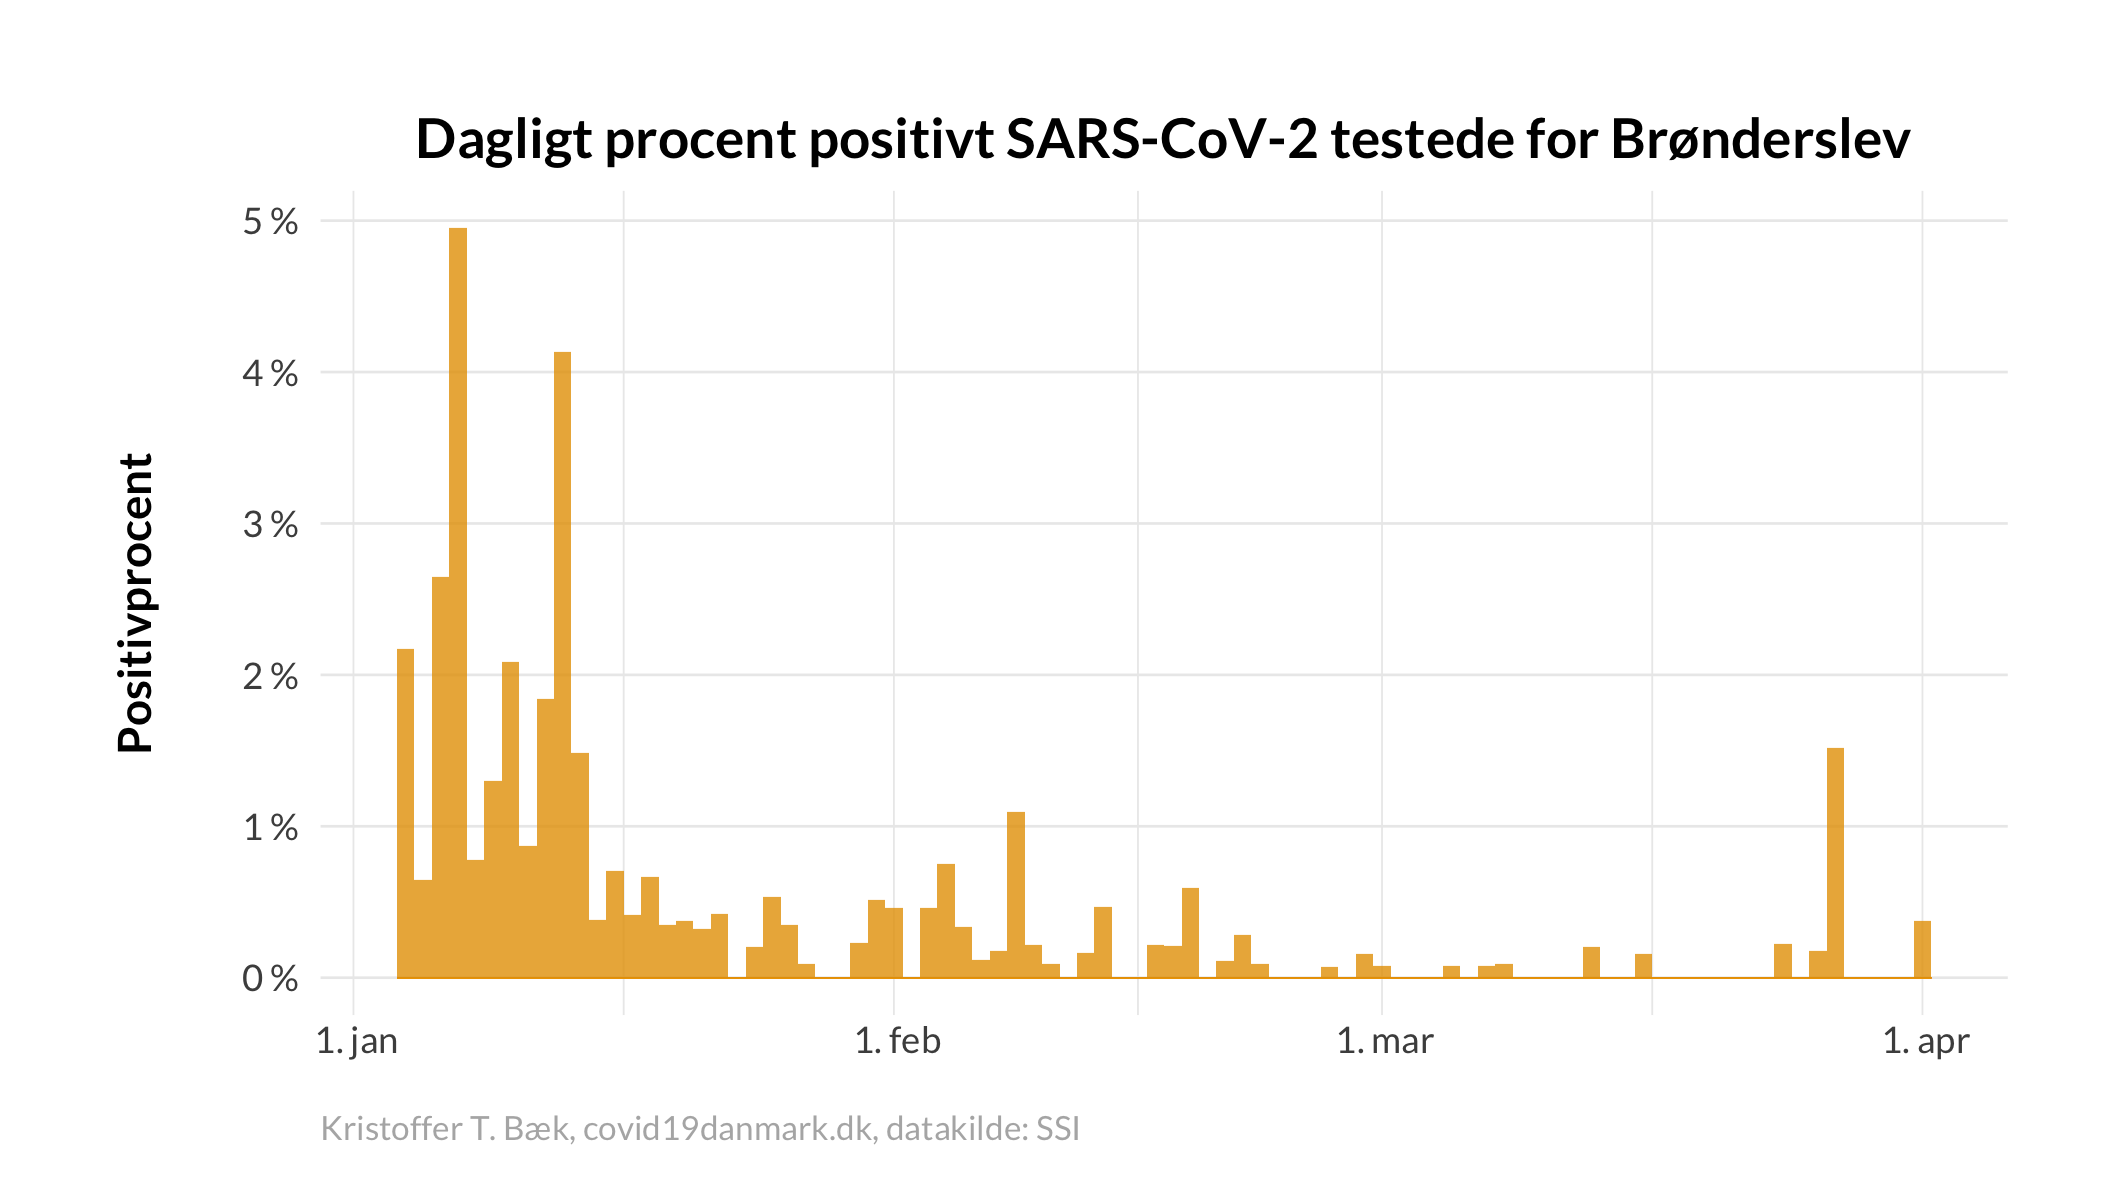 Dagligt procent positivt SARS-CoV-2 testede for Brønderslev
Positivprocent
5 %
4 %
3 %
2 %
1 %
0 %
1. jan
1. feb
1. mar
1. apr
Kristoffer T. Bæk, covid19danmark.dk, datakilde: SSI